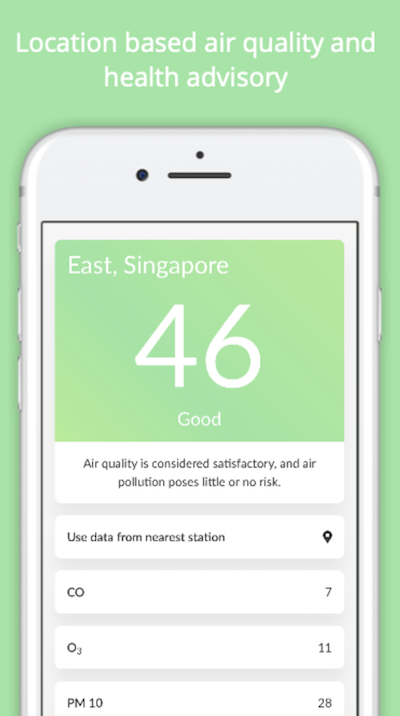 Location based air quality and
health advisory
East, Singapore
46
Good
Air quality is considered satisfactory, and air
pollution poses little or no risk.
Use data from nearest station
CO 7
O₃ 11
PM 10 28